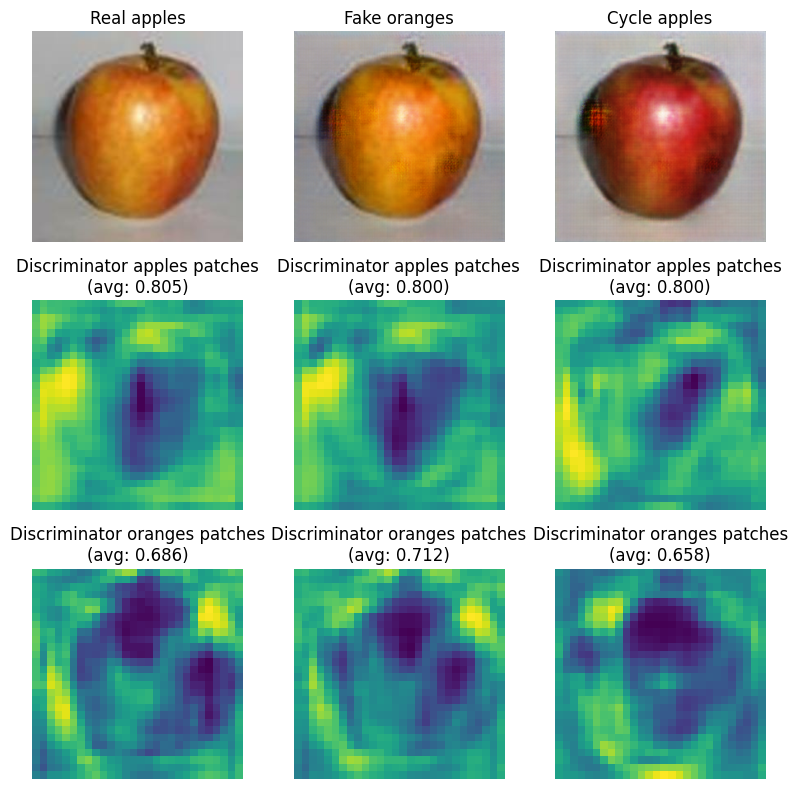 Real apples
Fake oranges
Cycle apples
Discriminator apples patches
(avg: 0.805)
Discriminator apples patches
(avg: 0.800)
Discriminator apples patches
(avg: 0.800)
Discriminator oranges patches
(avg: 0.686)
Discriminator oranges patches
(avg: 0.712)
Discriminator oranges patches
(avg: 0.658)